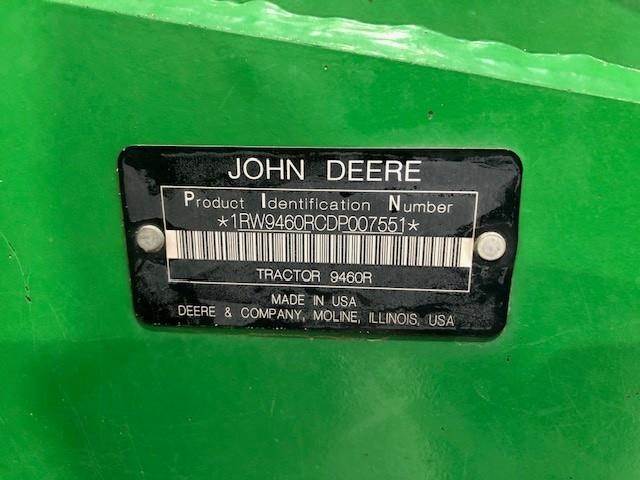 JOHN DEERE
Product Identification Number
*1RW9460RCDP007551*
TRACTOR 9460R
MADE IN USA
DEERE & COMPANY, MOLINE, ILLINOIS, USA